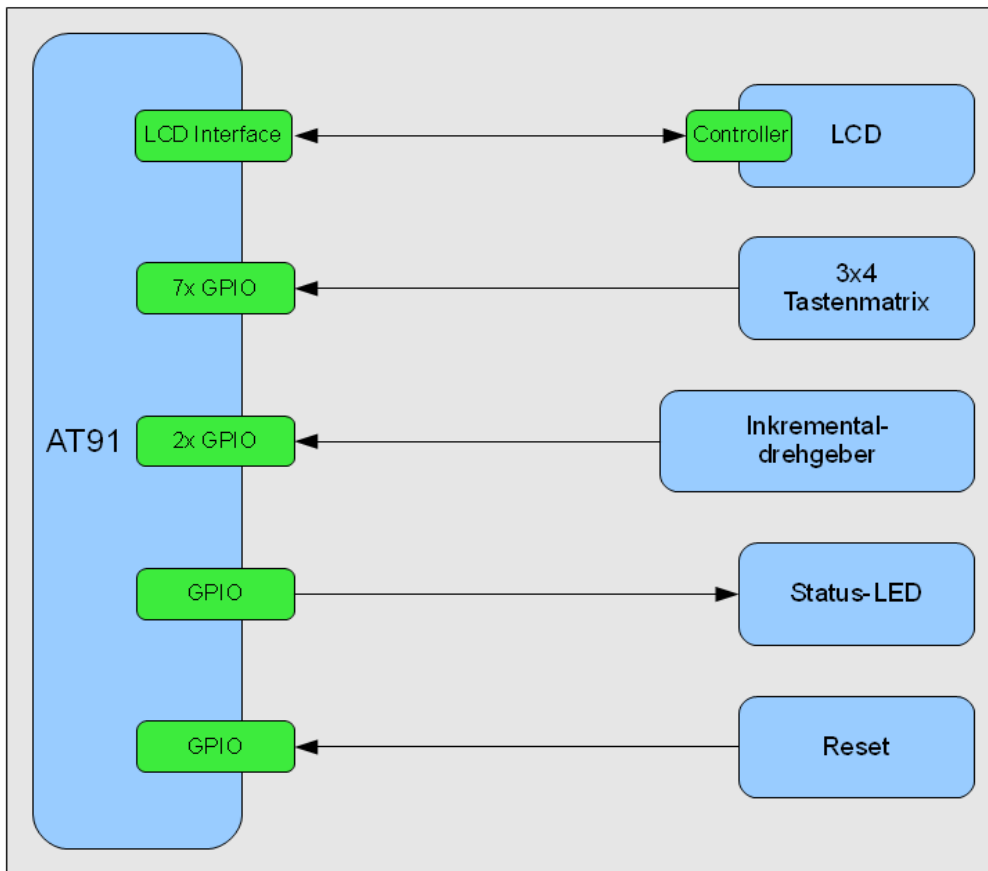 LCD Interface
Controller
LCD
7x GPIO
3x4
Tastenmatrix
AT91
2x GPIO
Inkremental-
drehgeber
GPIO
Status-LED
GPIO
Reset